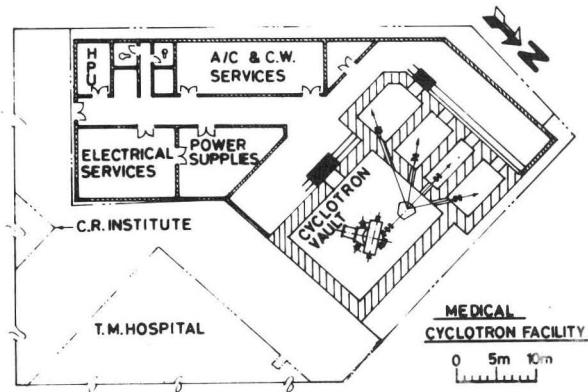 H
P
U
A/C & C.W.
SERVICES
N
ELECTRICAL
SERVICES
POWER
SUPPLIES
CYCLOTRON
VAULT
C.R. INSTITUTE
T.M. HOSPITAL
MEDICAL
CYCLOTRON FACILITY
0 5m 10m